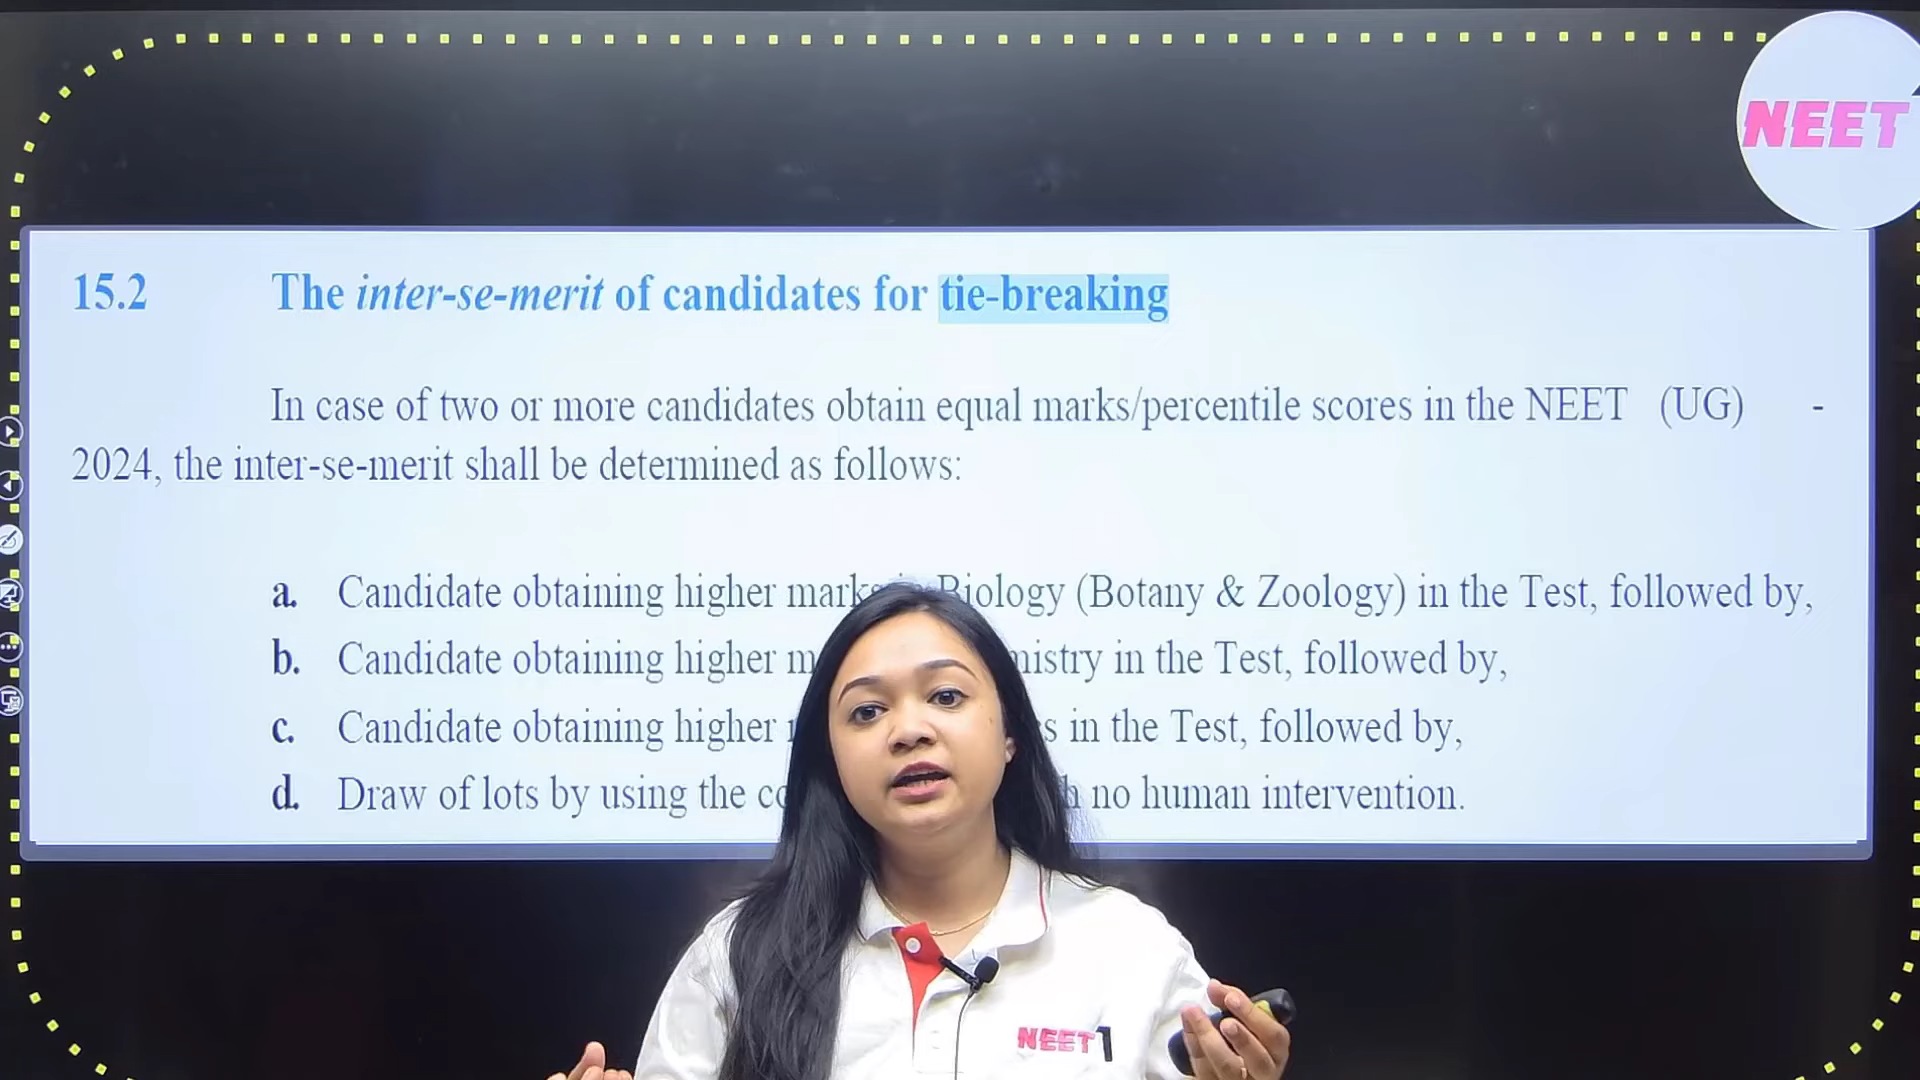 NEET
15.2 The inter-se-merit of candidates for tie-breaking
In case of two or more candidates obtain equal marks/percentile scores in the NEET (UG) -
2024, the inter-se-merit shall be determined as follows:
a. Candidate obtaining higher marks Biology (Botany & Zoology) in the Test, followed by,
b. Candidate obtaining higher in the Test, followed by,
c. Candidate obtaining higher in the Test, followed by,
d. Draw of lots by using the no human intervention.
NEET1